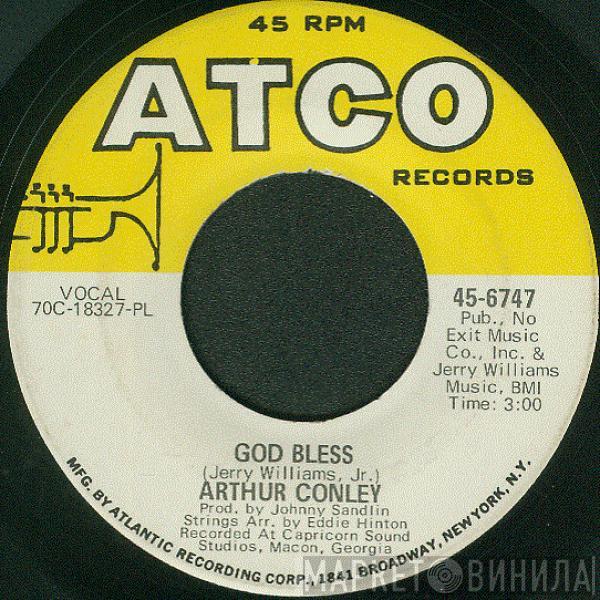 45 RPM
ATCO
RECORDS
VOCAL
70C-18327-PL
45-6747
Pub., No
Exit Music
Co., Inc. &
Jerry Williams
Music, BMI
Time: 3:00
GOD BLESS
(Jerry Williams, Jr.)
ARTHUR CONLEY
Prod. by Johnny Sandlin
Strings Arr. by Eddie Hinton
Recorded At Capricorn Sound
Studios, Macon, Georgia
MFG. BY ATLANTIC RECORDING CORP., 1841 BROADWAY, NEW YORK, N.Y.
МАРКЕТ ВИНИЛА